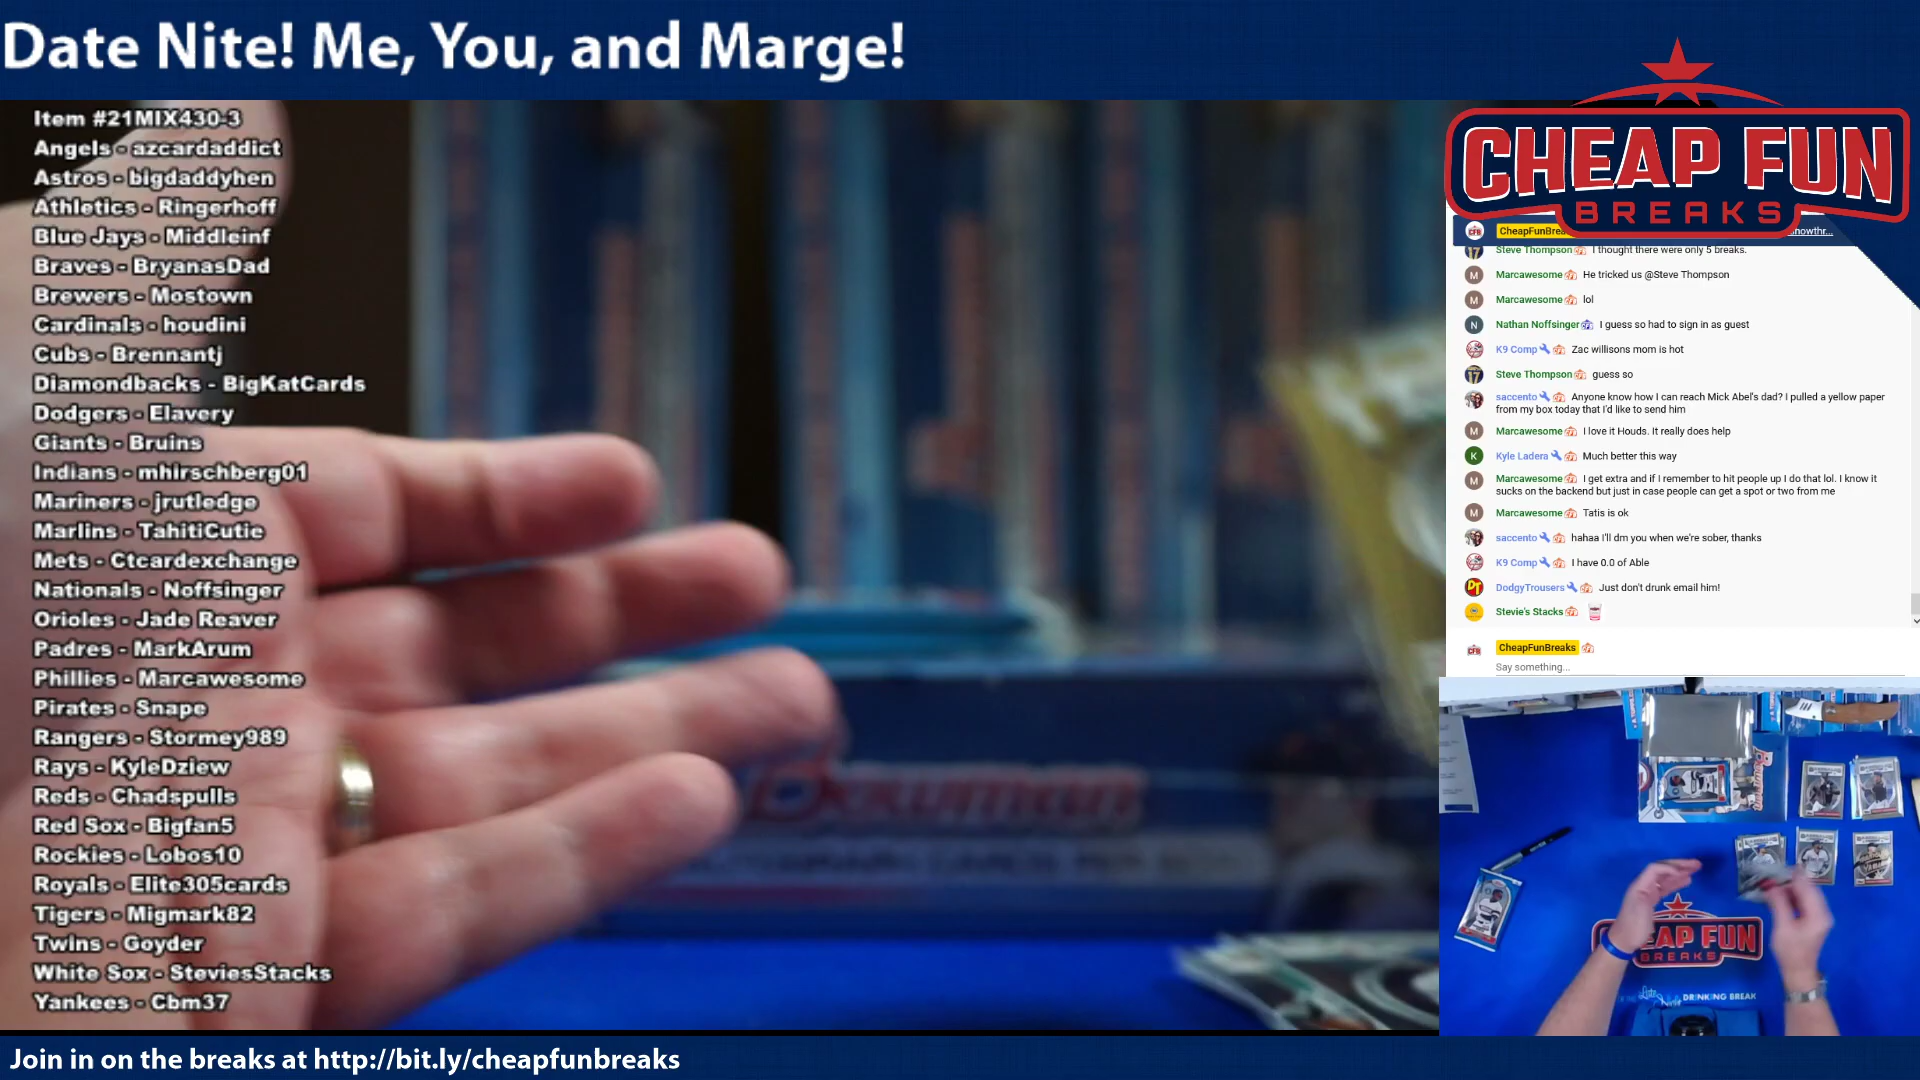 Date Nite! Me, You, and Marge!
Item #21MIX430-3
Angels - azcardaddict
Astros - bigdaddyhen
Athletics - Ringerhoff
Blue Jays - Middleinf
Braves - BryanasDad
Brewers - Mostown
Cardinals - houdini
Cubs - Brennantj
Diamondbacks - BigKatCards
Dodgers - Elavery
Giants - Bruins
Indians - mhirschberg01
Mariners - jrutledge
Marlins - TahitiCutie
Mets - Ctcardexchange
Nationals - Noffsinger
Orioles - Jade Reaver
Padres - MarkArum
Phillies - Marcawesome
Pirates - Snape
Rangers - Stormey989
Rays - KyleDziew
Reds - Chadspulls
Red Sox - Bigfan5
Rockies - Lobos10
Royals - Elite305cards
Tigers - Migmark82
Twins - Goyder
White Sox - SteviesStacks
Yankees - Cbm37
Bowman
CHEAP FUN
BREAKS
CheapFunBrea howthr...
Steve Thompson I thought there were only 5 breaks.
Marcawesome He tricked us @Steve Thompson
Marcawesome lol
Nathan Noffsinger I guess so had to sign in as guest
K9 Comp Zac willisons mom is hot
Steve Thompson guess so
saccento Anyone know how I can reach Mick Abel's dad? I pulled a yellow paper
from my box today that I'd like to send him
Marcawesome I love it Houds. It really does help
Kyle Ladera Much better this way
Marcawesome I get extra and if I remember to hit people up I do that lol. I know it
sucks on the backend but just in case people can get a spot or two from me
Marcawesome Tatis is ok
saccento hahaa I'll dm you when we're sober, thanks
K9 Comp I have 0.0 of Able
DodgyTrousers Just don't drunk email him!
Stevie's Stacks
CheapFunBreaks
Say something...
EAP FUN
BREAKS
Late Night DRINKING BREAK
Join in on the breaks at http://bit.ly/cheapfunbreaks